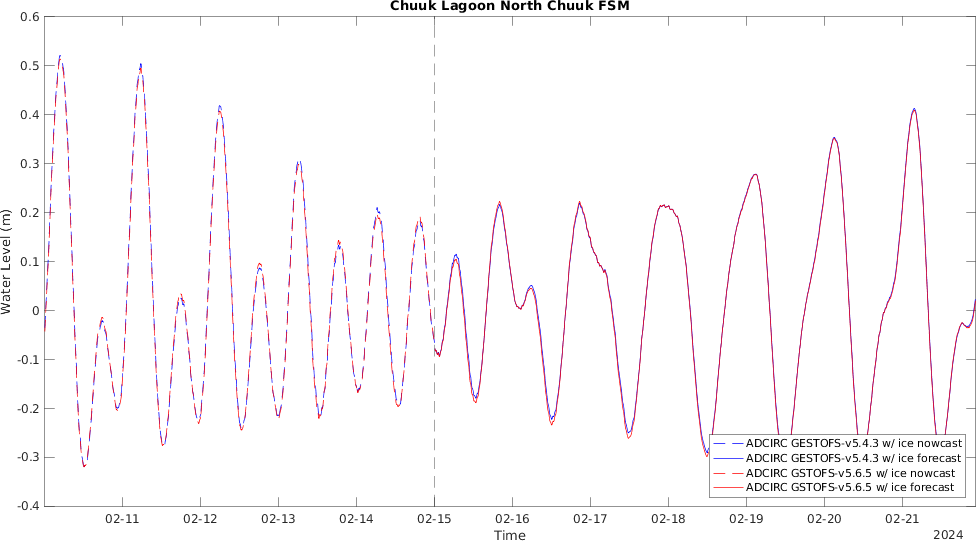 Chuuk Lagoon North Chuuk FSM
0.6
0.5
0.4
0.3
0.2
0.1
0
-0.1
-0.2
-0.3
-0.4
Water Level (m)
ADCIRC GESTOFS-v5.4.3 w/ ice nowcast
ADCIRC GESTOFS-v5.4.3 w/ ice forecast
ADCIRC GSTOFS-v5.6.5 w/ ice nowcast
ADCIRC GSTOFS-v5.6.5 w/ ice forecast
02-11 02-12 02-13 02-14 02-15 02-16 02-17 02-18 02-19 02-20 02-21
Time
2024